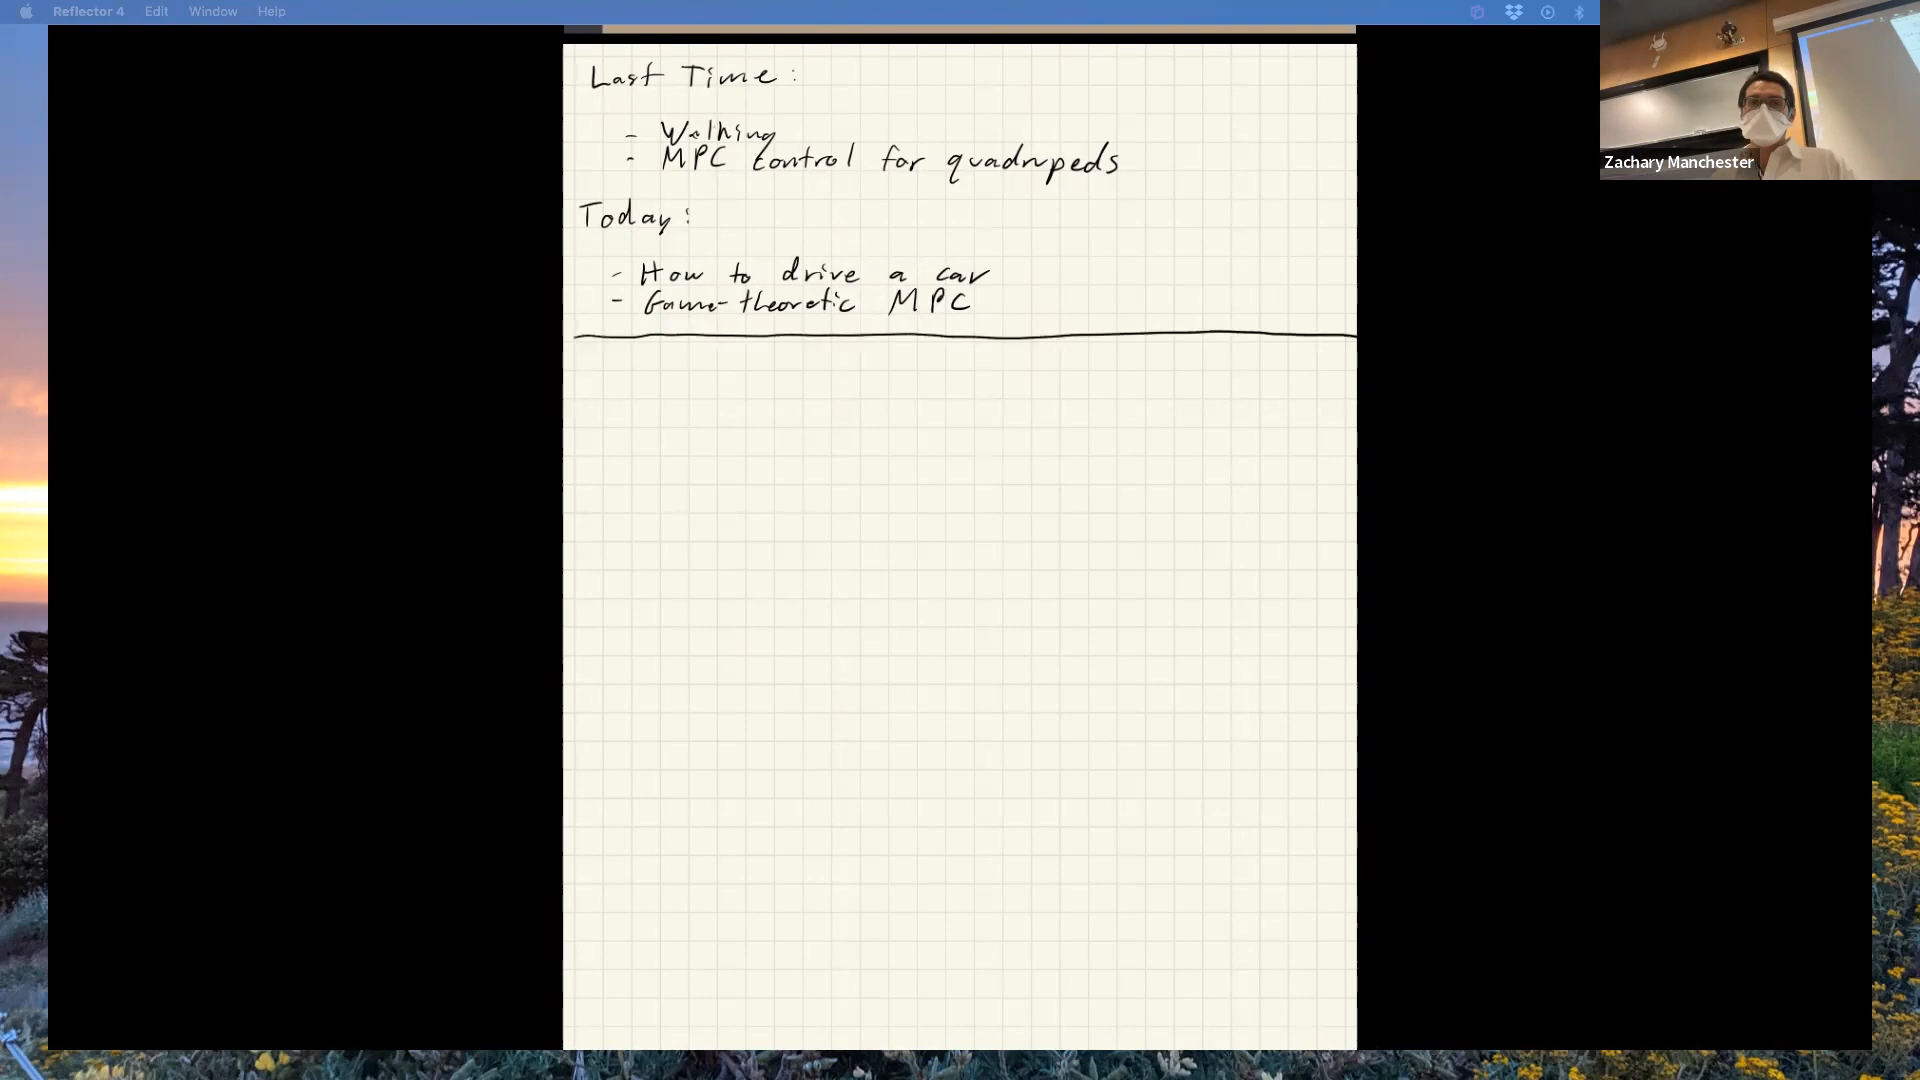 Reflector 4 Edit Window Help
Last Time:
- Walking
- MPC control for quadrupeds
Today:
- How to drive a car
- Game-theoretic MPC
Zachary Manchester